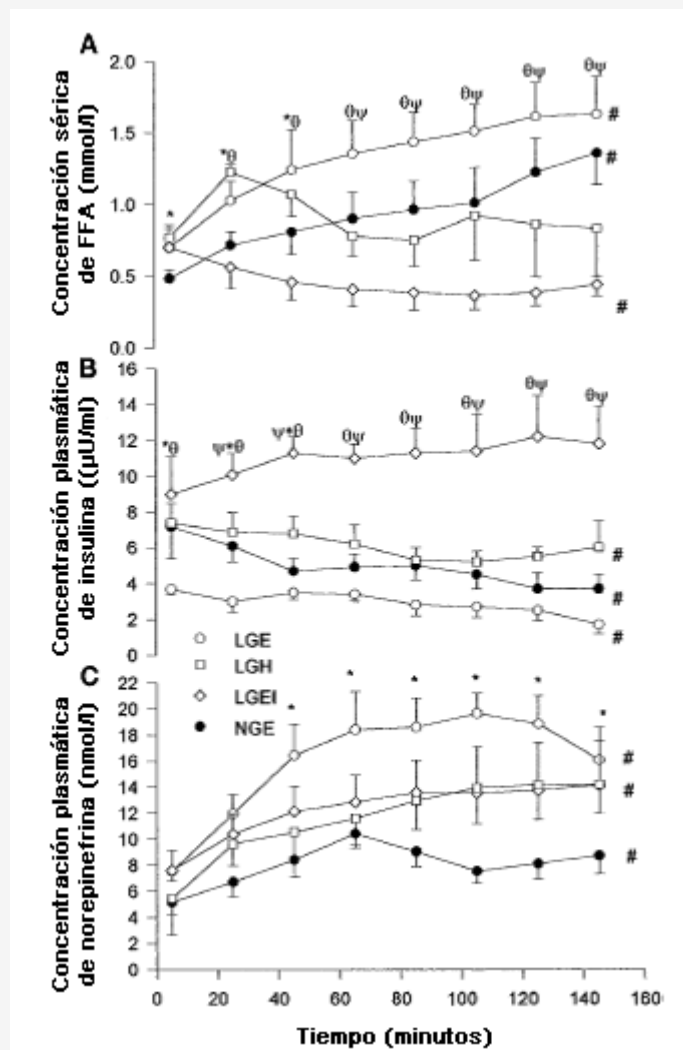 A
Concentración sérica
de FFA (mmol/l)
2.0
1.5
1.0
0.5
0.0
*
*θ
*θ
θψ
θψ
θψ
θψ
θψ
#
#
#
B
Concentración plasmática
de insulina ((µU/ml)
16
14
12
10
8
6
4
2
0
*θ
ψ*θ
ψ*θ
θψ
θψ
θψ
θψ
θψ
#
#
#
LGE
LGH
LGEI
NGE
C
Concentración plasmática
de norepinefrina (nmol/l)
22
20
18
16
14
12
10
8
6
4
2
0
*
*
*
*
*
*
#
#
#
0 20 40 60 80 100 120 140 160
Tiempo (minutos)